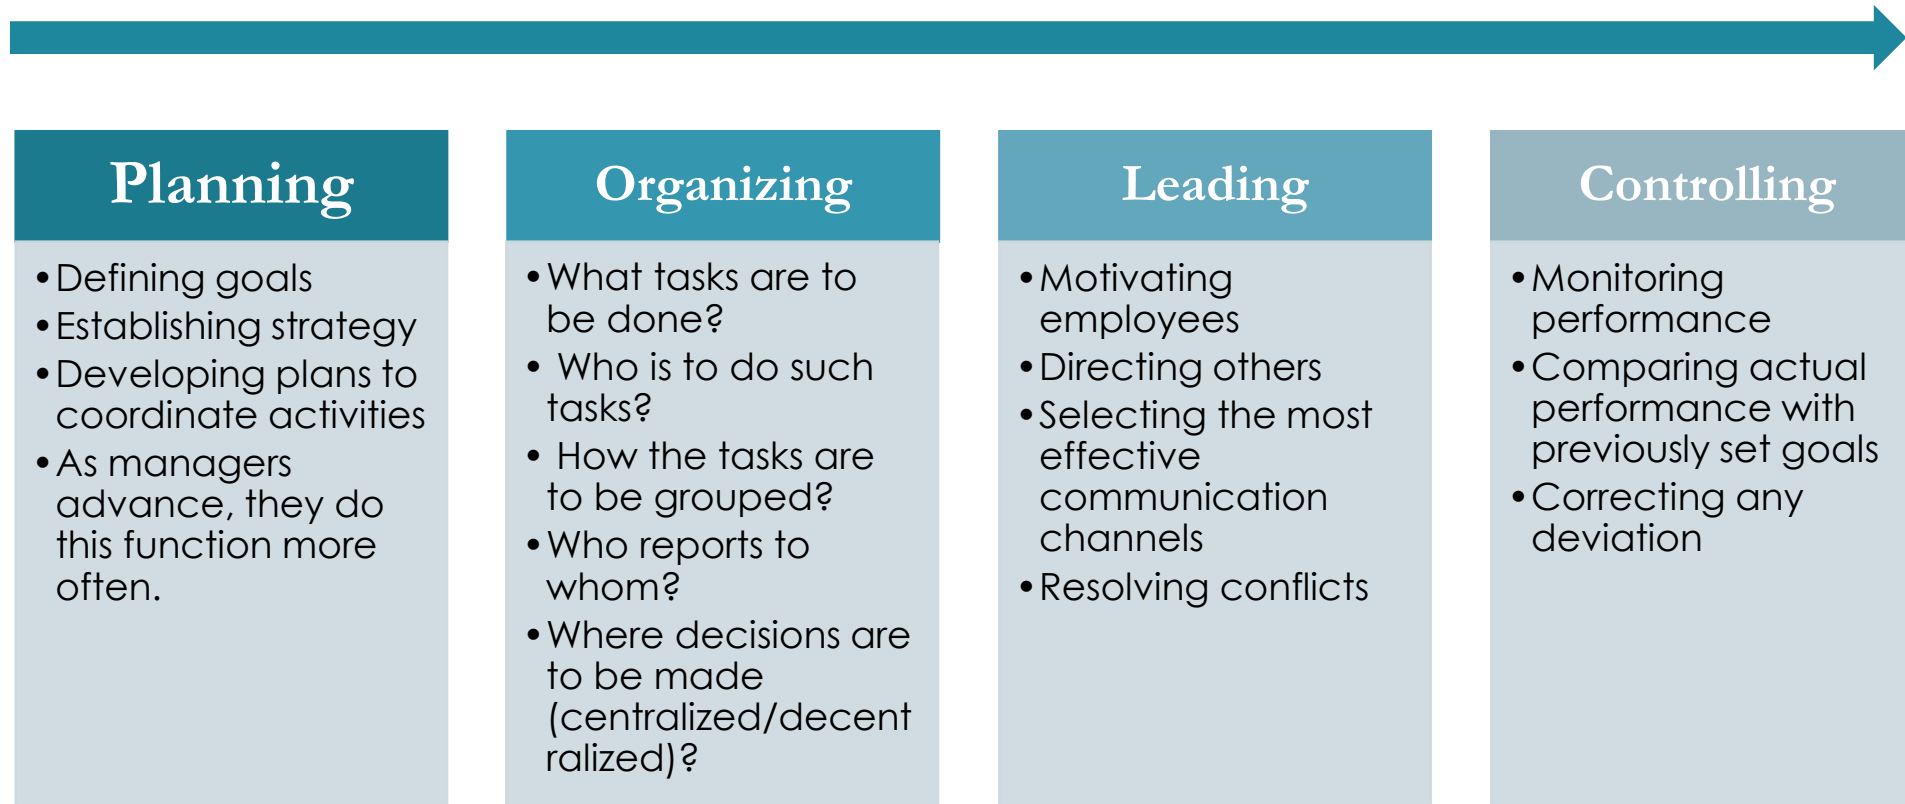 Planning
•Defining goals
•Establishing strategy
•Developing plans to
coordinate activities
•As managers
advance, they do
this function more
often.
Organizing
•What tasks are to
be done?
• Who is to do such
tasks?
• How the tasks are
to be grouped?
•Who reports to
whom?
•Where decisions are
to be made
(centralized/decent
ralized)?
Leading
•Motivating
employees
•Directing others
•Selecting the most
effective
communication
channels
•Resolving conflicts
Controlling
•Monitoring
performance
•Comparing actual
performance with
previously set goals
•Correcting any
deviation